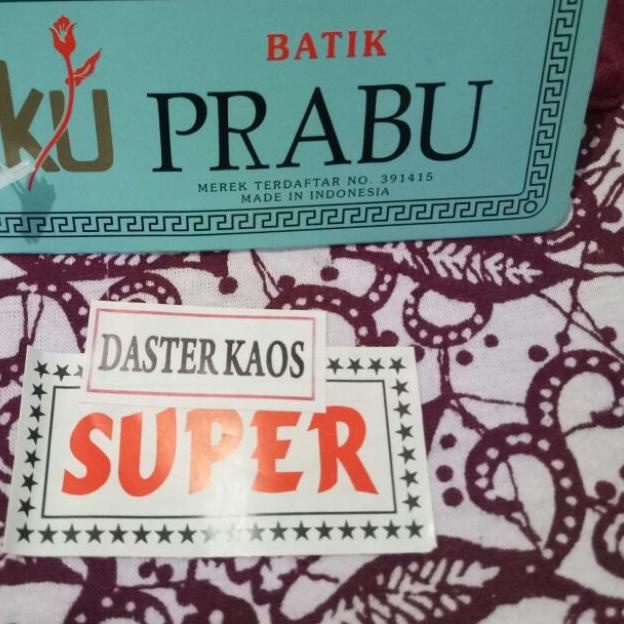 BATIK
KU PRABU
MEREK TERDAFTAR NO. 391415
MADE IN INDONESIA
DASTER KAOS
SUPER